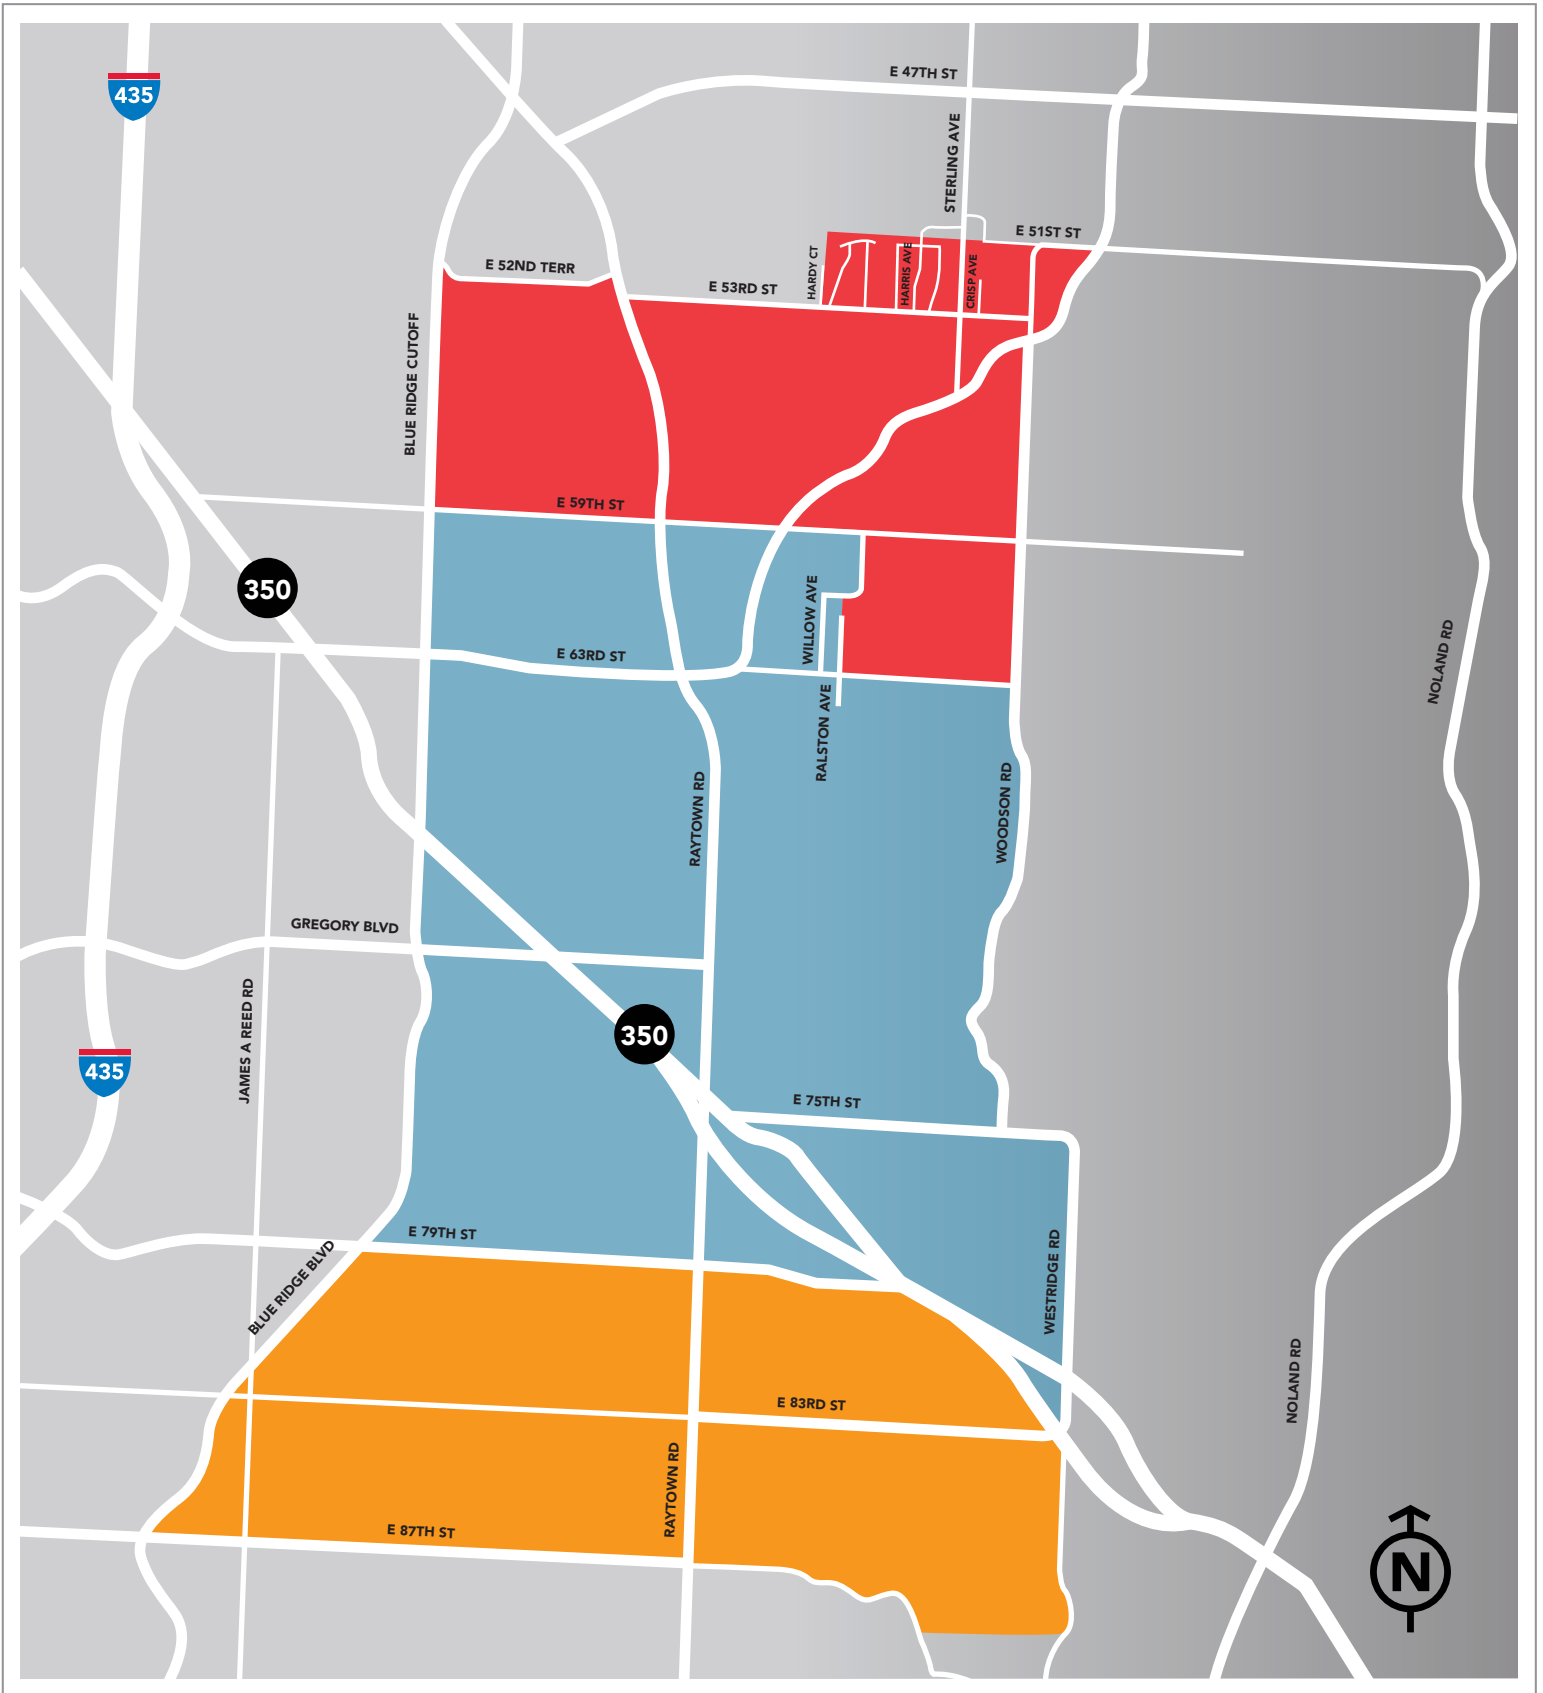 E 47TH ST
435
STERLING AVE
E 51ST ST
E 52ND TERR
E 53RD ST
HARDY CT
HARRIS AVE
CRISP AVE
BLUE RIDGE CUTOFF
E 59TH ST
350
WILLOW AVE
E 63RD ST
NOLAND RD
RALSTON AVE
RAYTOWN RD
WOODSON RD
GREGORY BLVD
JAMES A REED RD
350
435
E 75TH ST
E 79TH ST
BLUE RIDGE BLVD
WESTRIDGE RD
NOLAND RD
E 83RD ST
RAYTOWN RD
E 87TH ST
N